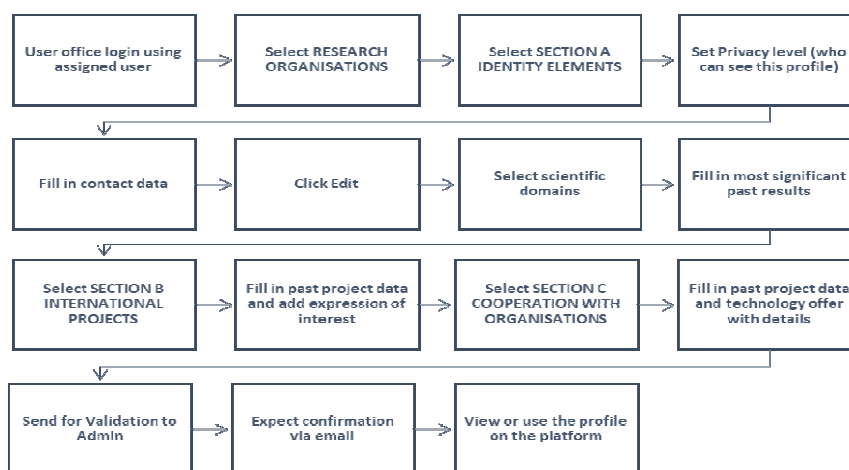 User office login using
assigned user
Select RESEARCH
ORGANISATIONS
Select SECTION A
IDENTITY ELEMENTS
Set Privacy level (who
can see this profile)
Fill in contact data
Click Edit
Select scientific
domains
Fill in most significant
past results
Select SECTION B
INTERNATIONAL
PROJECTS
Fill in past project data
and add expression of
interest
Select SECTION C
COOPERATION WITH
ORGANISATIONS
Fill in past project data
and technology offer
with details
Send for Validation to
Admin
Expect confirmation
via email
View or use the profile
on the platform